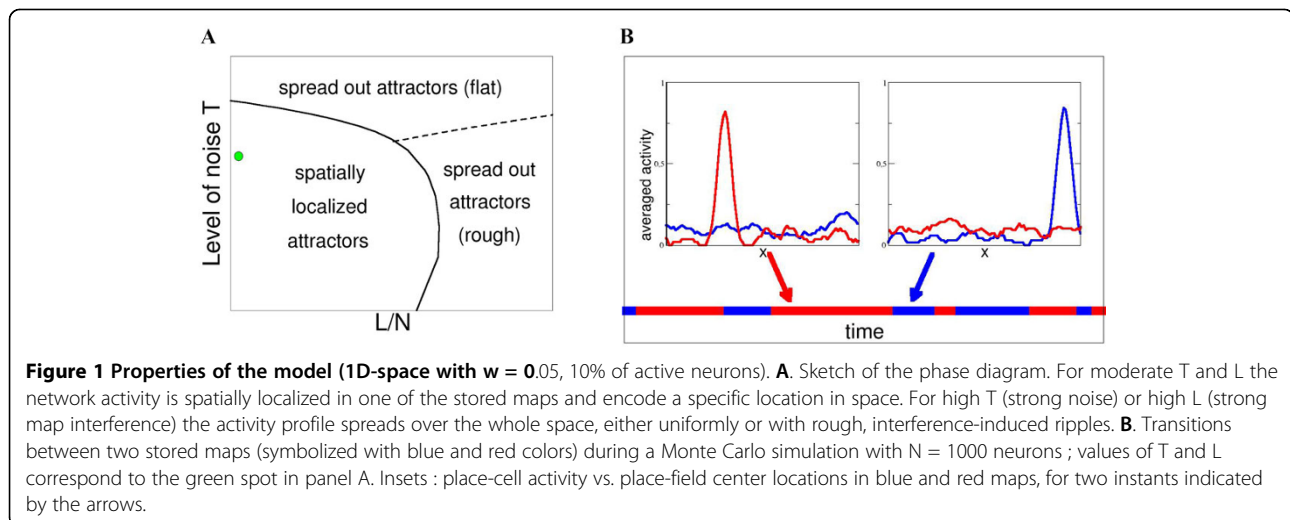 A
B
spread out attractors (flat)
spatially
localized
attractors
spread out
attractors
(rough)
Level of noise T
L/N
averaged activity
1
0,5
0
x
1
0,5
0
x
time
Figure 1 Properties of the model (1D-space with w = 0.05, 10% of active neurons). A. Sketch of the phase diagram. For moderate T and L the
network activity is spatially localized in one of the stored maps and encode a specific location in space. For high T (strong noise) or high L (strong
map interference) the activity profile spreads over the whole space, either uniformly or with rough, interference-induced ripples. B. Transitions
between two stored maps (symbolized with blue and red colors) during a Monte Carlo simulation with N = 1000 neurons ; values of T and L
correspond to the green spot in panel A. Insets : place-cell activity vs. place-field center locations in blue and red maps, for two instants indicated
by the arrows.